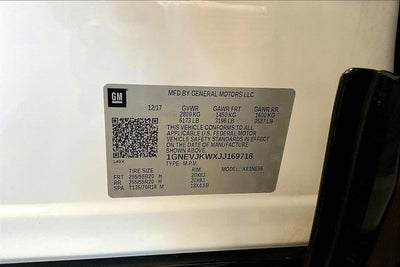 GM
MFD BY GENERAL MOTORS LLC
12/17 GVWR GAWR FRT GAWR RR
2800 KG 1450 KG 1600 KG
6173 LB 3196 LB 3527 LB
THIS VEHICLE CONFORMS TO ALL
APPLICABLE U.S. FEDERAL MOTOR
VEHICLE SAFETY STANDARDS IN EFFECT
ON THE DATE OF MANUFACTURE
SHOWN ABOVE.
1GNEVJKWXJJ169718
TYPE: M.P.V. MODEL:
TIRE SIZE RIM
FRT 255/55R20 H 20X8J
RR 255/55R20 H 20X8J
SPA T135/70R18 M 18X4.5B